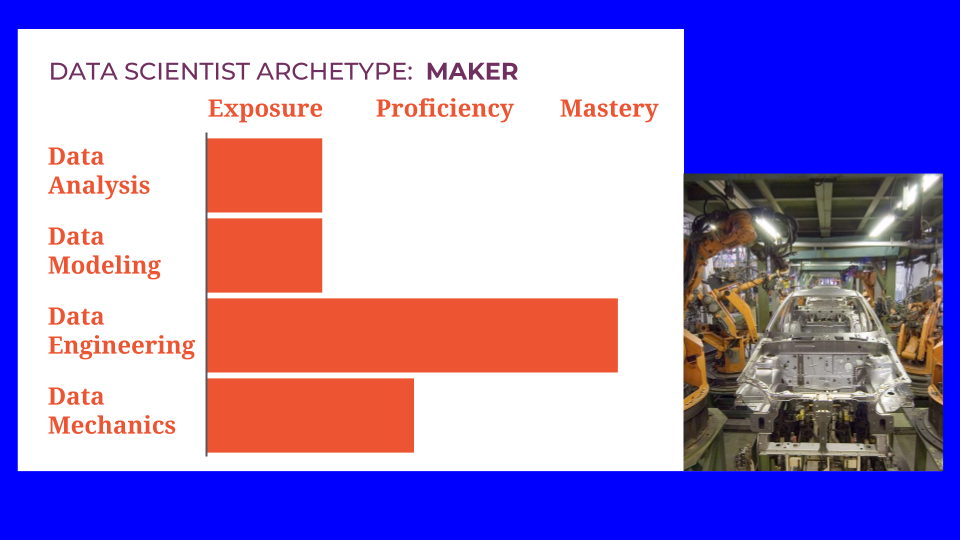 DATA SCIENTIST ARCHETYPE: MAKER
Exposure Proficiency Mastery
Data
Analysis
Data
Modeling
Data
Engineering
Data
Mechanics